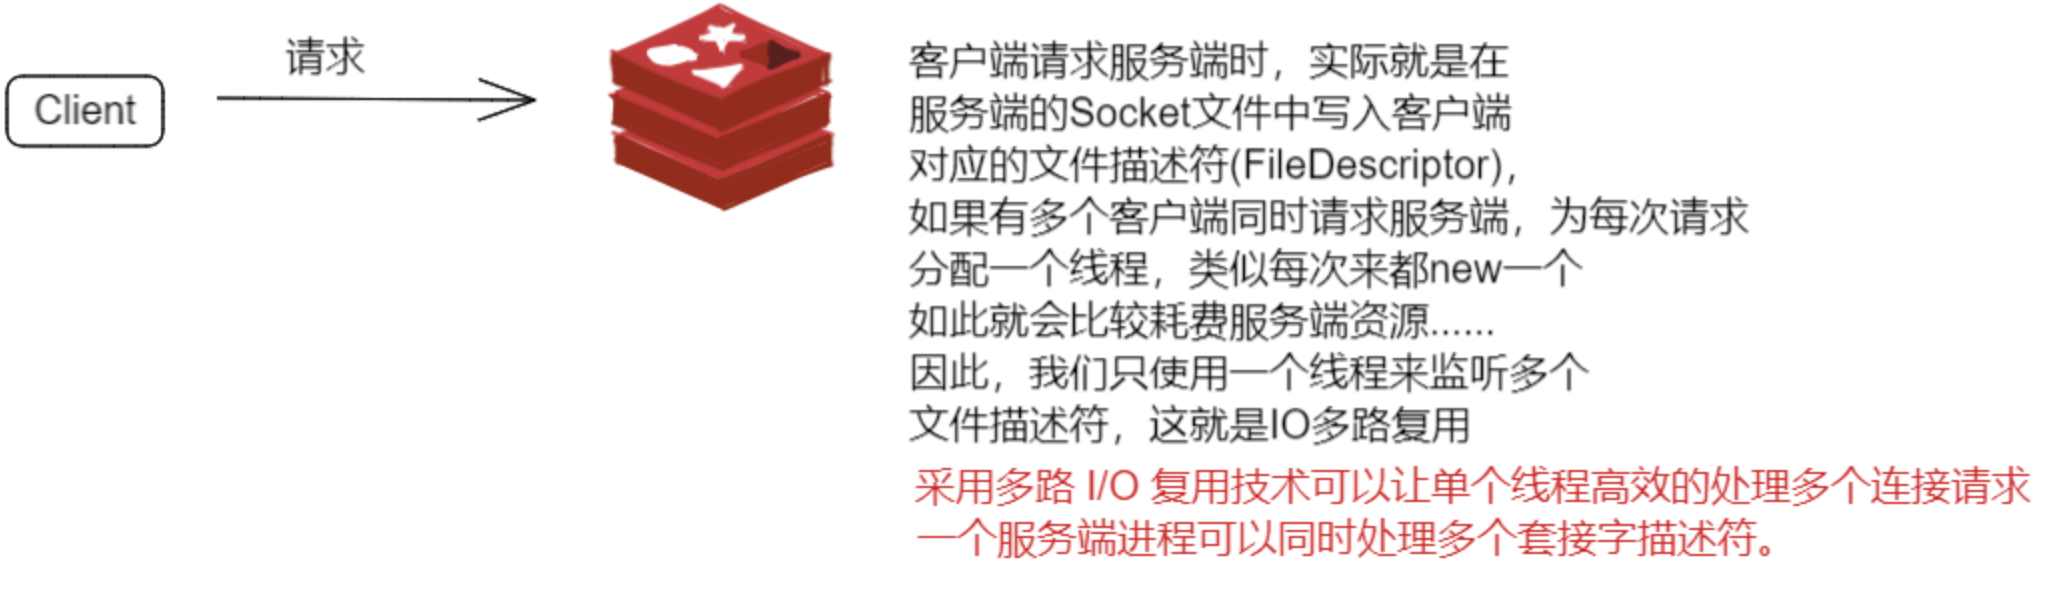 请求
Client
客户端请求服务端时，实际就是在
服务端的Socket文件中写入客户端
对应的文件描述符(FileDescriptor)，
如果有多个客户端同时请求服务端，为每次请求
分配一个线程，类似每次来都new一个
如此就会比较耗费服务端资源......
因此，我们只使用一个线程来监听多个
文件描述符，这就是IO多路复用
采用多路 I/O 复用技术可以让单个线程高效的处理多个连接请求
一个服务端进程可以同时处理多个套接字描述符。